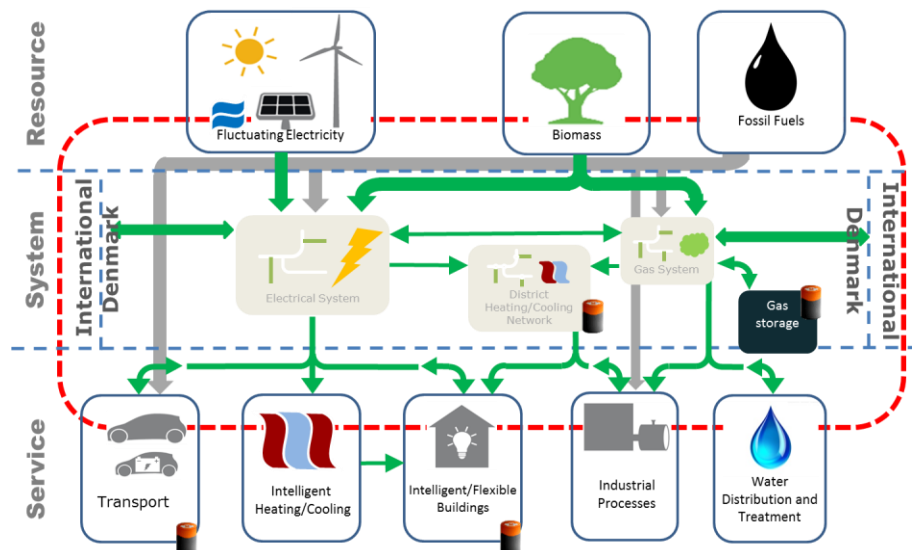 Resource
Fluctuating Electricity
Biomass
Fossil Fuels
System
International
Denmark
Electrical System
District
Heating/Cooling
Network
Gas System
Gas
storage
Denmark
International
Service
Transport
Intelligent
Heating/Cooling
Intelligent/Flexible
Buildings
Industrial
Processes
Water
Distribution and
Treatment